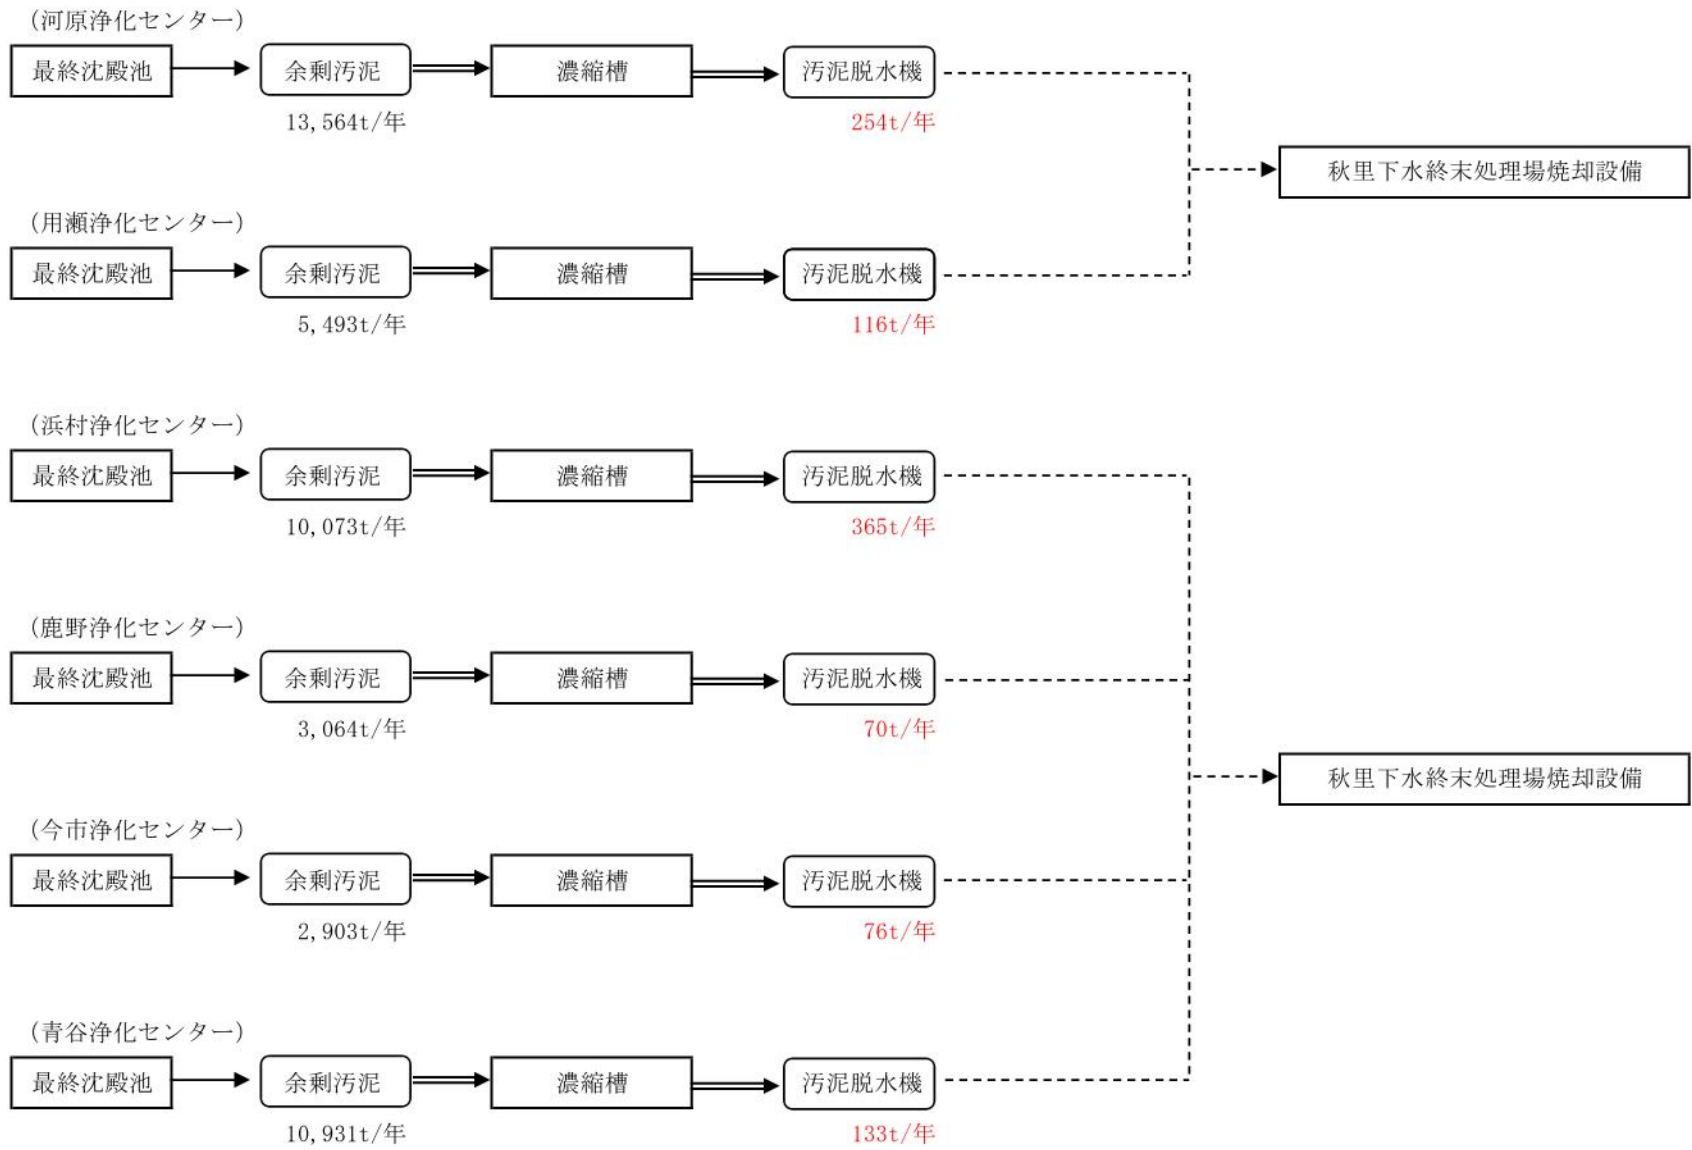 （河原浄化センター）
最終沈殿池 余剰汚泥 濃縮槽 汚泥脱水機
13,564t/年 254t/年
秋里下水終末処理場焼却設備
（用瀬浄化センター）
最終沈殿池 余剰汚泥 濃縮槽 汚泥脱水機
5,493t/年 116t/年
（浜村浄化センター）
最終沈殿池 余剰汚泥 濃縮槽 汚泥脱水機
10,073t/年 365t/年
（鹿野浄化センター）
最終沈殿池 余剰汚泥 濃縮槽 汚泥脱水機
3,064t/年 70t/年
秋里下水終末処理場焼却設備
（今市浄化センター）
最終沈殿池 余剰汚泥 濃縮槽 汚泥脱水機
2,903t/年 76t/年
（青谷浄化センター）
最終沈殿池 余剰汚泥 濃縮槽 汚泥脱水機
10,931t/年 133t/年